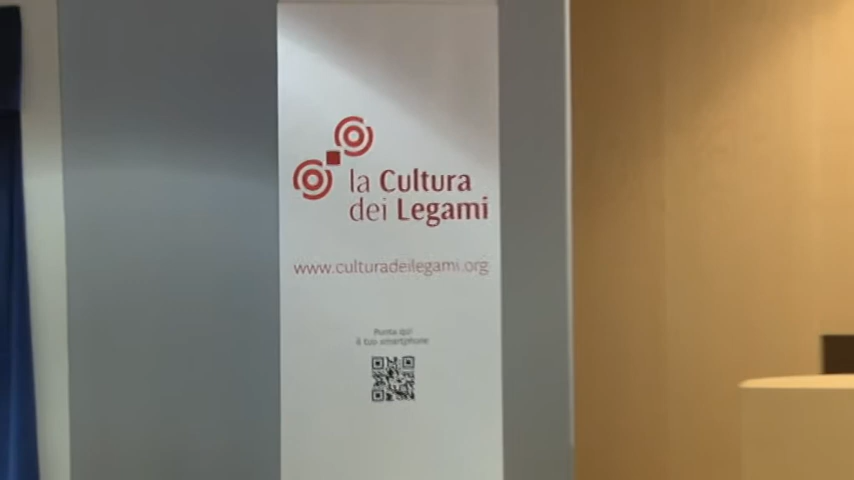 la Cultura
dei Legami
www.culturadeilegami.org
Punta qui
il tuo smartphone